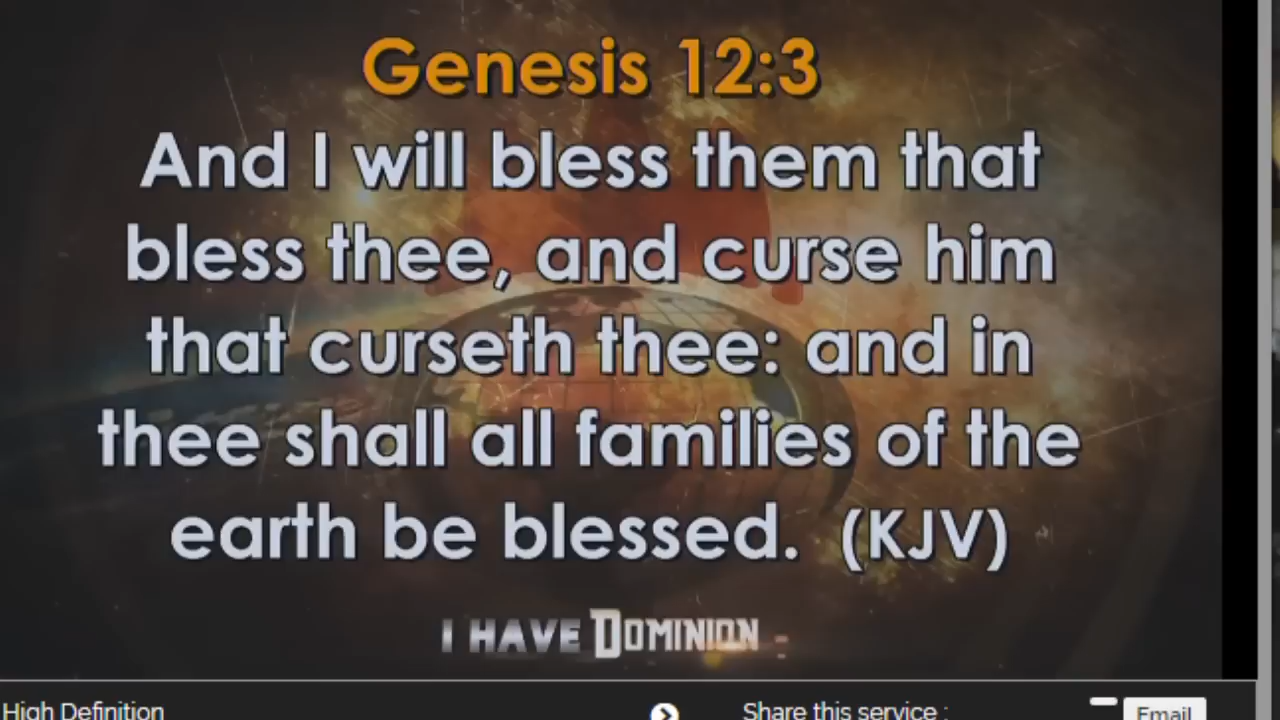 Genesis 12:3
And I will bless them that
bless thee, and curse him
that curseth thee: and in
thee shall all families of the
earth be blessed. (KJV)
I HAVE DOMINION
High Definition
Share this service :
Email